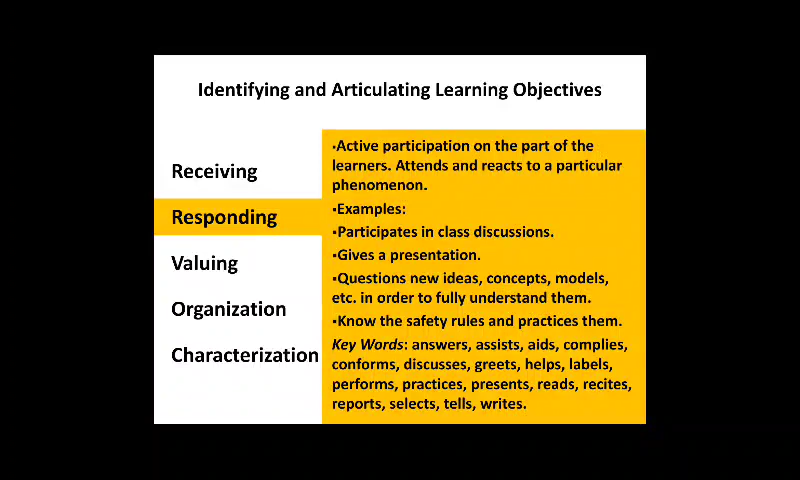 Identifying and Articulating Learning Objectives
Receiving
Responding
Valuing
Organization
Characterization
▪Active participation on the part of the
learners. Attends and reacts to a particular
phenomenon.
▪Examples:
▪Participates in class discussions.
▪Gives a presentation.
▪Questions new ideas, concepts, models,
etc. in order to fully understand them.
▪Know the safety rules and practices them.
Key Words: answers, assists, aids, complies,
conforms, discusses, greets, helps, labels,
performs, practices, presents, reads, recites,
reports, selects, tells, writes.